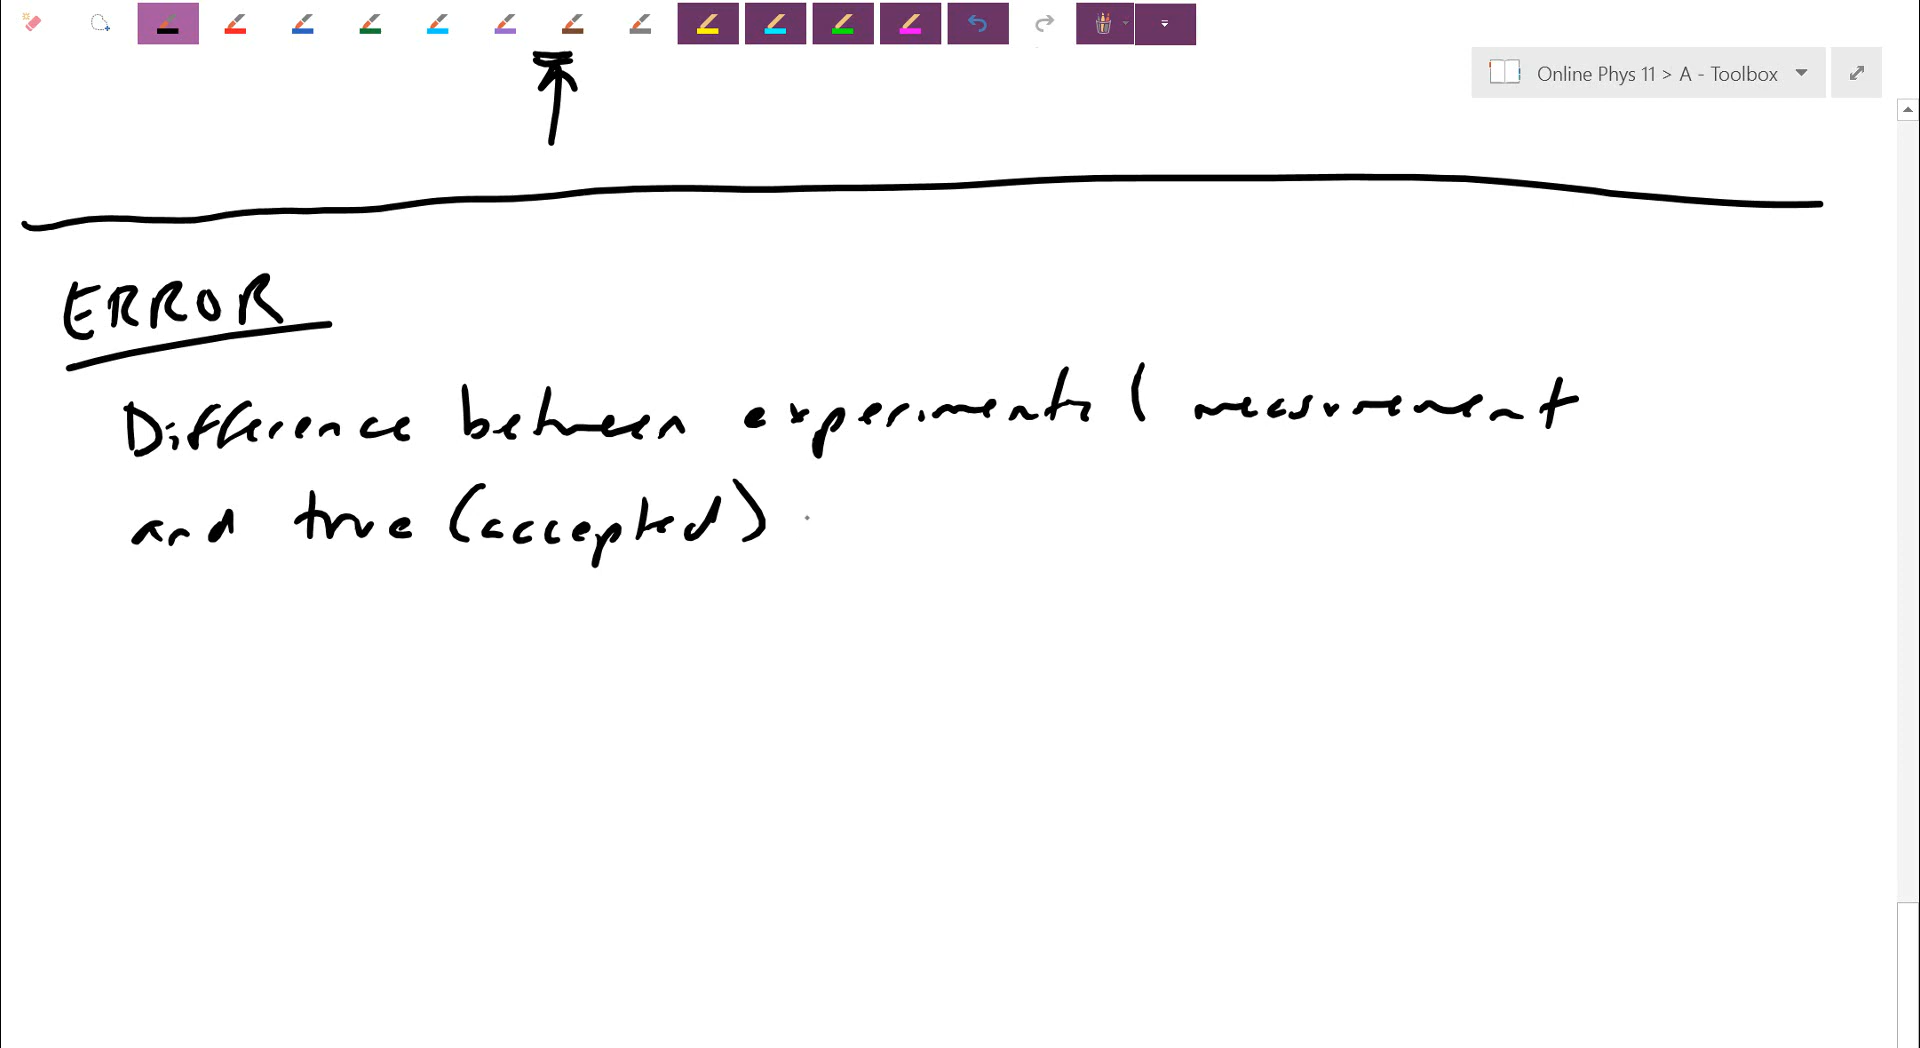 Online Phys 11 > A - Toolbox
ERROR
Difference between experimental measurement
and true (accepted)